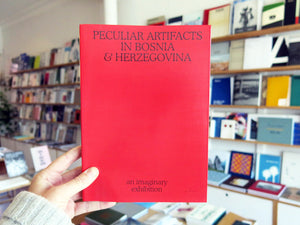 PECULIAR ARTIFACTS
IN BOSNIA
& HERZEGOVINA
an imaginary
exhibition